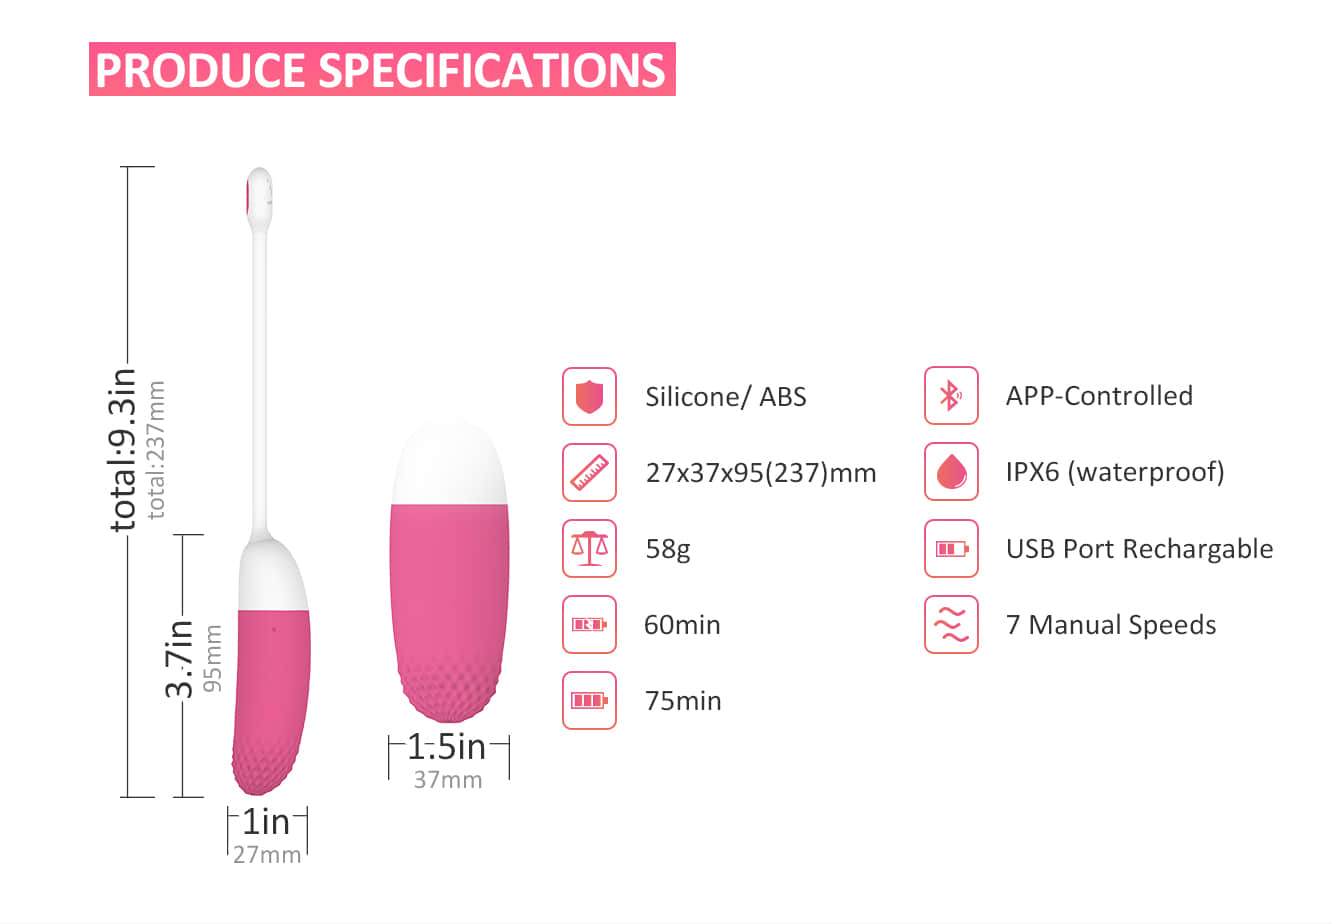 PRODUCE SPECIFICATIONS
total:9.3in
total:237mm
3.7in
95mm
1in
27mm
1.5in
37mm
Silicone/ ABS
27x37x95(237)mm
58g
60min
75min
APP-Controlled
IPX6 (waterproof)
USB Port Rechargable
7 Manual Speeds